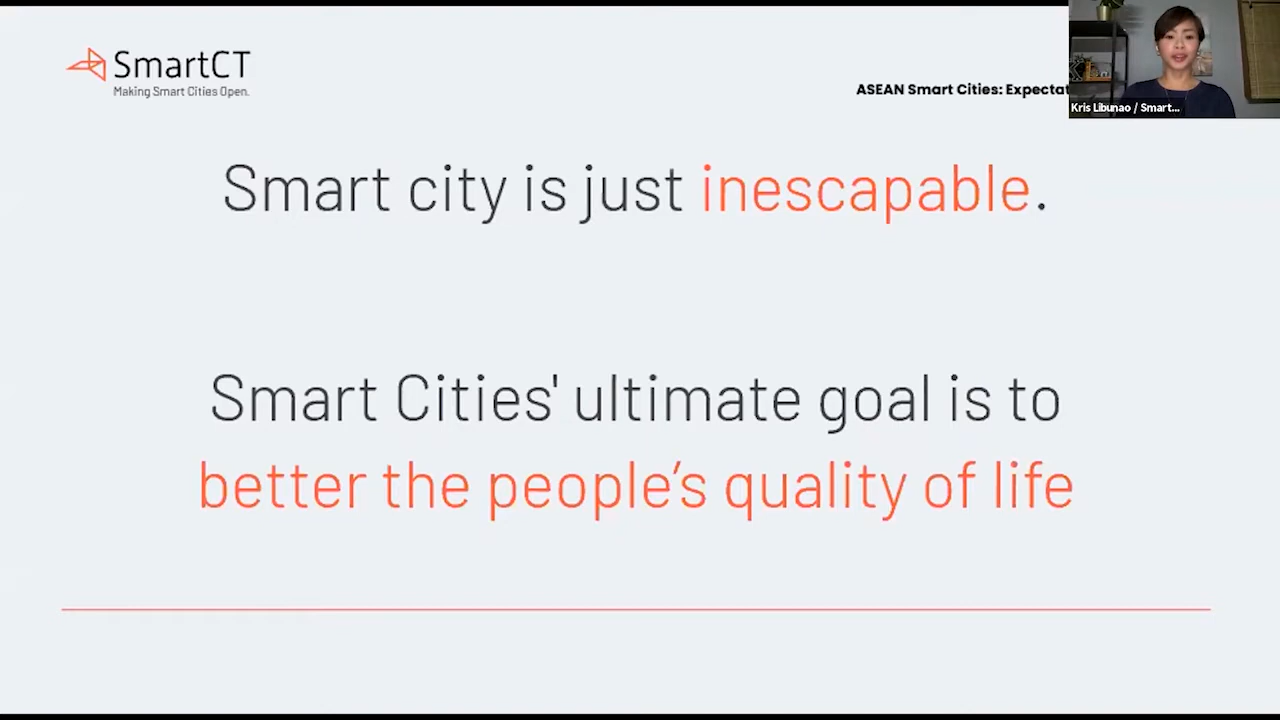 SmartCT
Making Smart Cities Open.
ASEAN Smart Cities:
Kris Libunao / Smart...
Smart city is just inescapable.
Smart Cities' ultimate goal is to
better the people’s quality of life